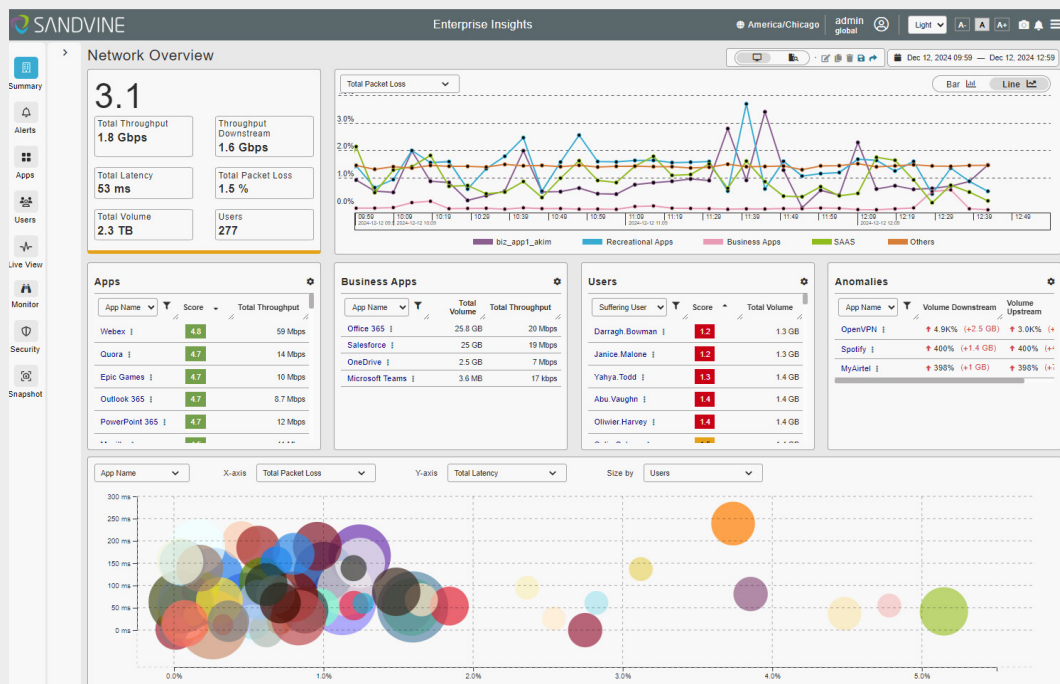 SANDVINE
Enterprise Insights
America/Chicago
admin
global
Light
A-
A
A+
Network Overview
Dec 12, 2024 09:59 — Dec 12, 2024 12:59
Summary
Alerts
Apps
Users
Live View
Monitor
Security
Snapshot
3.1
Total Throughput
1.8 Gbps
Throughput
Downstream
1.6 Gbps
Total Latency
53 ms
Total Packet Loss
1.5 %
Total Volume
2.3 TB
Users
277
Total Packet Loss
Bar
Line
3.0%
2.0%
1.0%
0.0%
09:59 10:09 10:19 10:29 10:39 10:49 10:59 11:09 11:19 11:29 11:39 11:49 11:59 12:09 12:19 12:29 12:39 12:49
biz_app1_akim
Recreational Apps
Business Apps
SAAS
Others
Apps
App Name Score Total Throughput
Webex 4.8 59 Mbps
Quora 4.7 14 Mbps
Epic Games 4.7 10 Mbps
Outlook 365 4.7 8.7 Mbps
PowerPoint 365 4.7 12 Mbps
Business Apps
App Name Total Volume Total Throughput
Office 365 25.8 GB 20 Mbps
Salesforce 25 GB 19 Mbps
OneDrive 2.5 GB 7 Mbps
Microsoft Teams 3.6 MB 17 kbps
Users
Suffering User Score Total Volume
Darragh.Bowman 1.2 1.3 GB
Janice.Malone 1.2 1.3 GB
Yahya.Todd 1.3 1.4 GB
Abu.Vaughn 1.4 1.4 GB
Oliwier.Harvey 1.4 1.4 GB
Anomalies
App Name Volume Downstream Volume Upstream
OpenVPN 4.9K% (+2.5 GB) 3.0K% (+
Spotify 400% (+1.4 GB) 400% (+
MyAirtel 398% (+1 GB) 398% (+
App Name
X-axis
Total Packet Loss
Y-axis
Total Latency
Size by
Users
300 ms
250 ms
200 ms
150 ms
100 ms
50 ms
0 ms
0.0% 1.0% 2.0% 3.0% 4.0% 5.0%